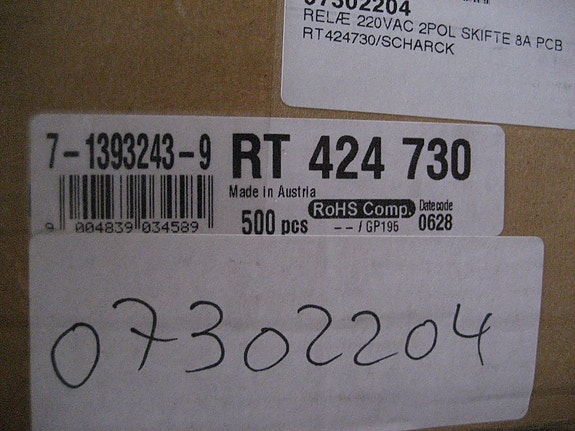 07302204
RELÆ 220VAC 2POL SKIFTE 8A PCB
RT424730/SCHARCK
7-1393243-9 RT 424 730
Made in Austria
9 004839 034589
500 pcs RoHS Comp. Datecode
-- / GP195 0628
07302204